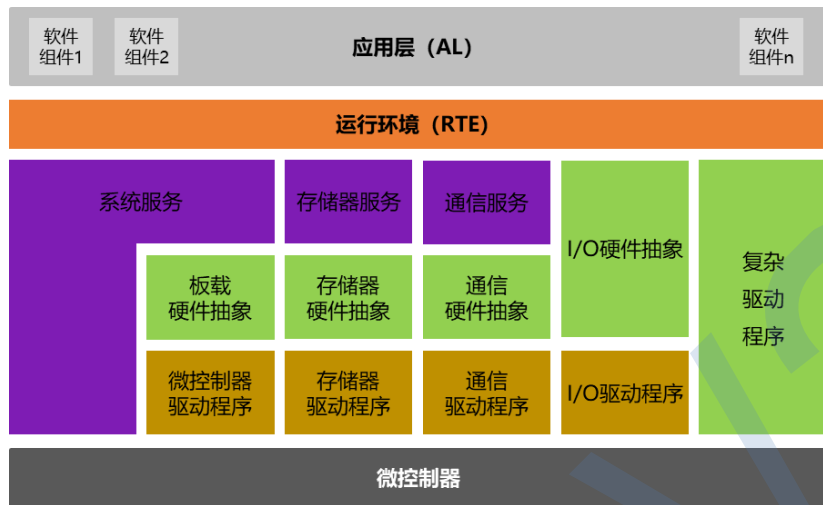 软件
组件1
软件
组件2
应用层（AL）
软件
组件n
运行环境（RTE）
系统服务
存储器服务
通信服务
I/O硬件抽象
复杂
驱动
程序
板载
硬件抽象
存储器
硬件抽象
通信
硬件抽象
微控制器
驱动程序
存储器
驱动程序
通信
驱动程序
I/O驱动程序
微控制器